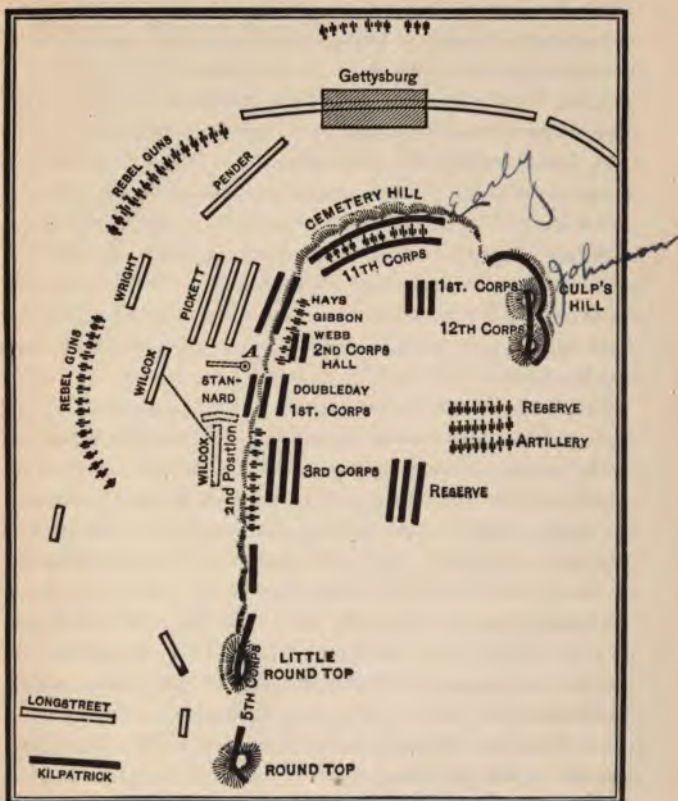 Gettysburg
REBEL GUNS
PENDER
CEMETERY HILL
Early
11TH CORPS
WRIGHT
PICKETT
HAYS
GIBBON
WEBB
2ND CORPS
HALL
1ST. CORPS
Johnson
CULP'S
HILL
12TH CORPS
REBEL GUNS
WILCOX
A
STAN-
NARD
DOUBLEDAY
1ST. CORPS
RESERVE
ARTILLERY
WILCOX
2nd Position
3RD CORPS
RESERVE
LITTLE
ROUND TOP
5TH CORPS
LONGSTREET
KILPATRICK
ROUND TOP